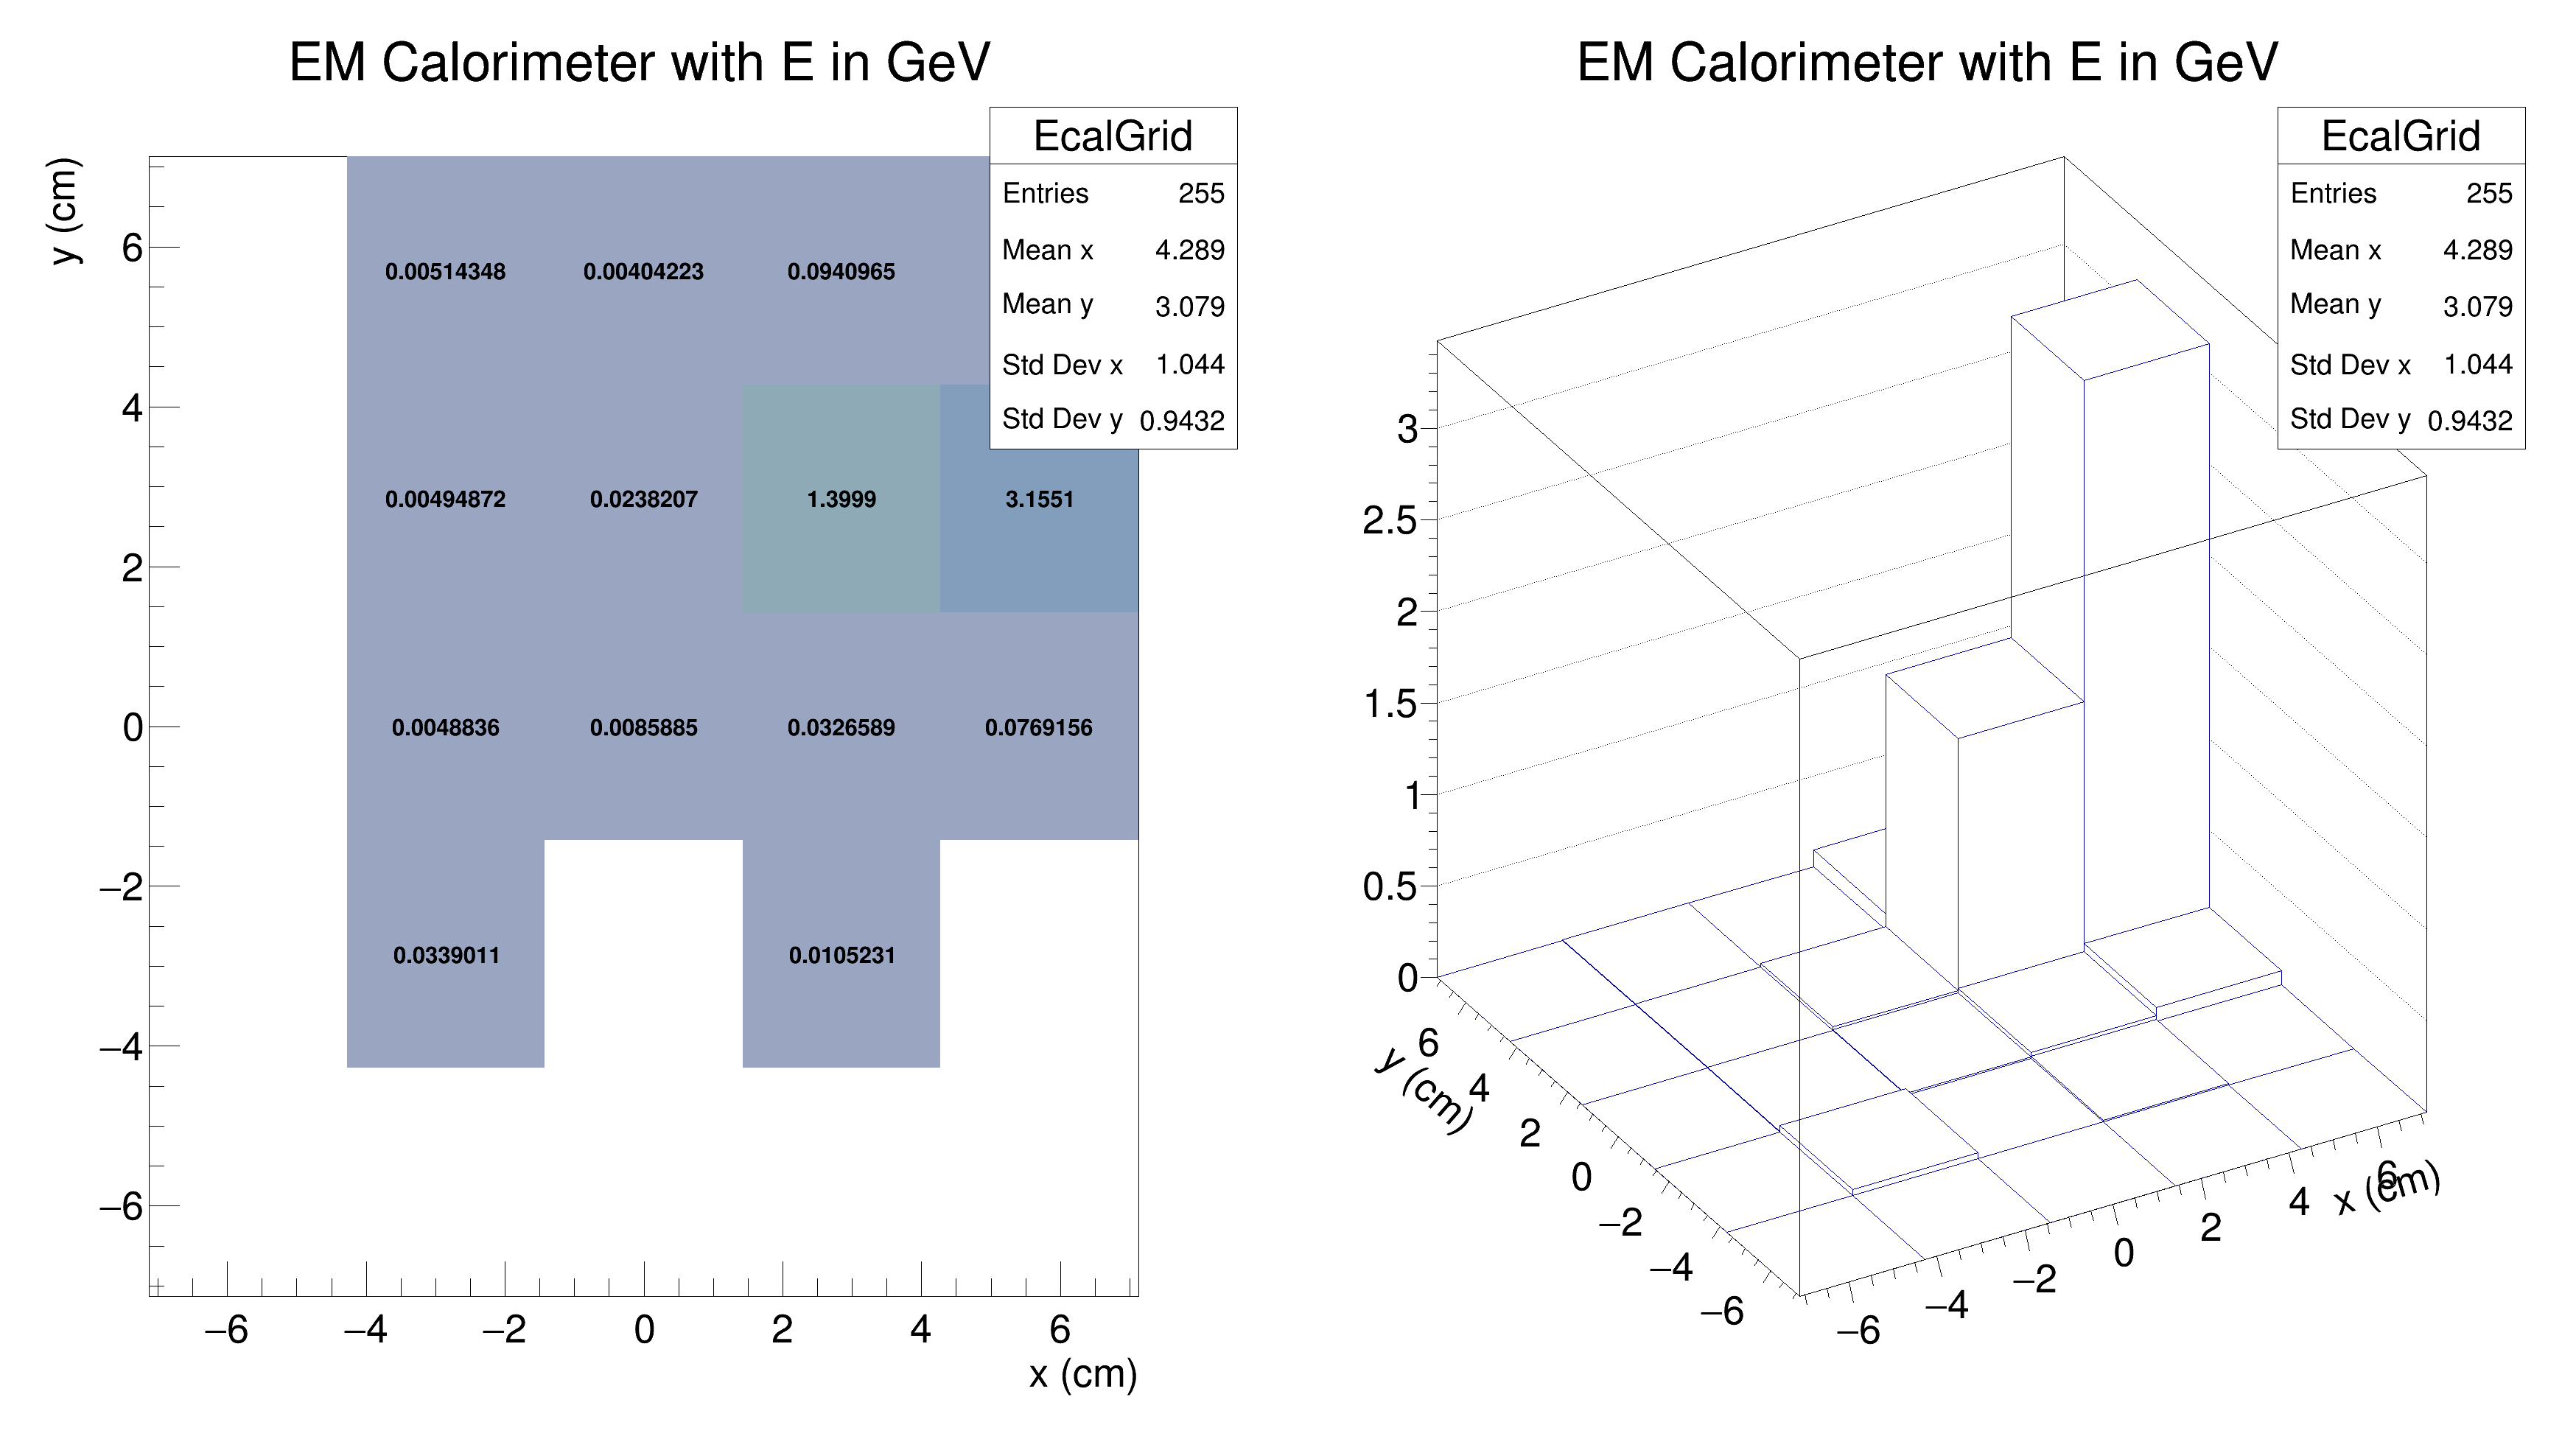 EM Calorimeter with E in GeV
EcalGrid
Entries 255
Mean x 4.289
Mean y 3.079
Std Dev x 1.044
Std Dev y 0.9432
y (cm)
6
4
2
0
−2
−4
−6
0.00514348 0.00404223 0.0940965
0.00494872 0.0238207 1.3999 3.1551
0.0048836 0.0085885 0.0326589 0.0769156
0.0339011 0.0105231
−6 −4 −2 0 2 4 6
x (cm)
EM Calorimeter with E in GeV
EcalGrid
Entries 255
Mean x 4.289
Mean y 3.079
Std Dev x 1.044
Std Dev y 0.9432
3
2.5
2
1.5
1
0.5
0
y (cm)
6
4
2
0
−2
−4
−6
−6 −4 −2 0 2 4 6
x (cm)